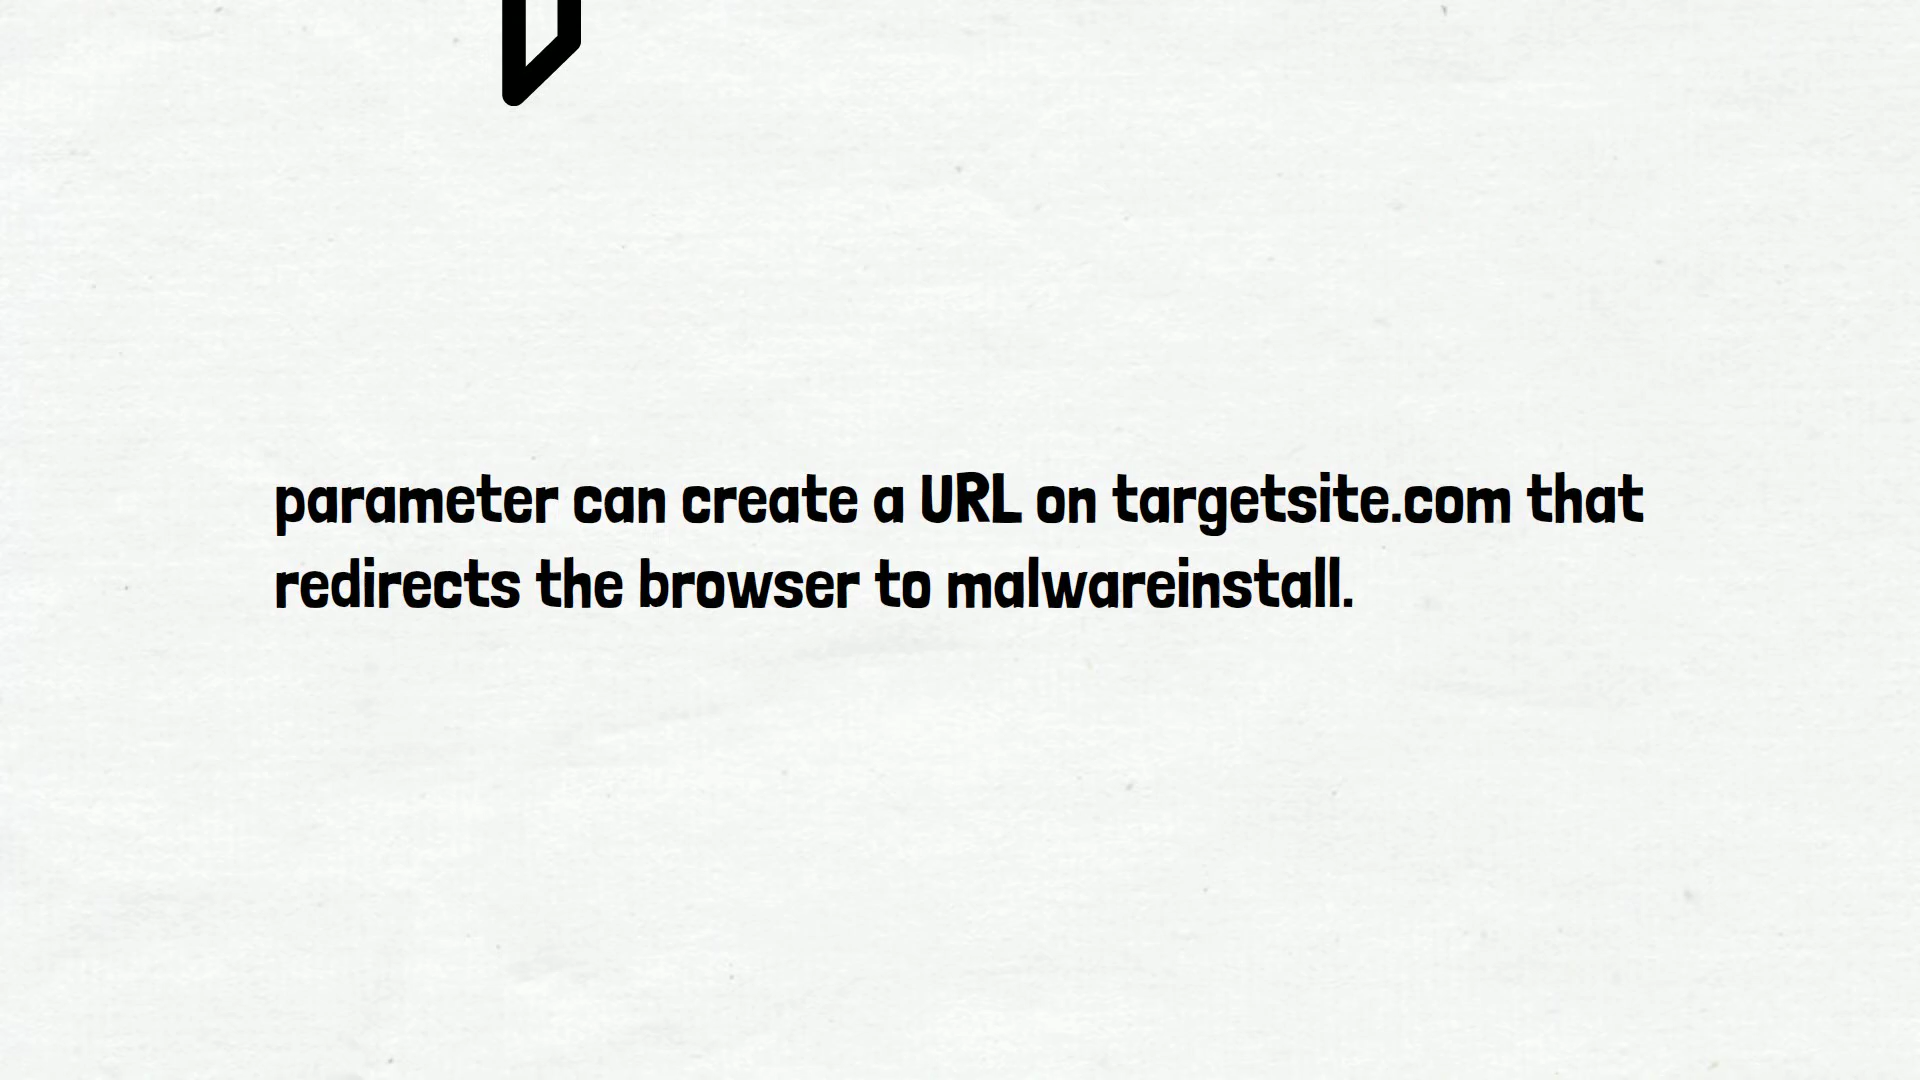 parameter can create a URL on targetsite.com that
redirects the browser to malwareinstall.